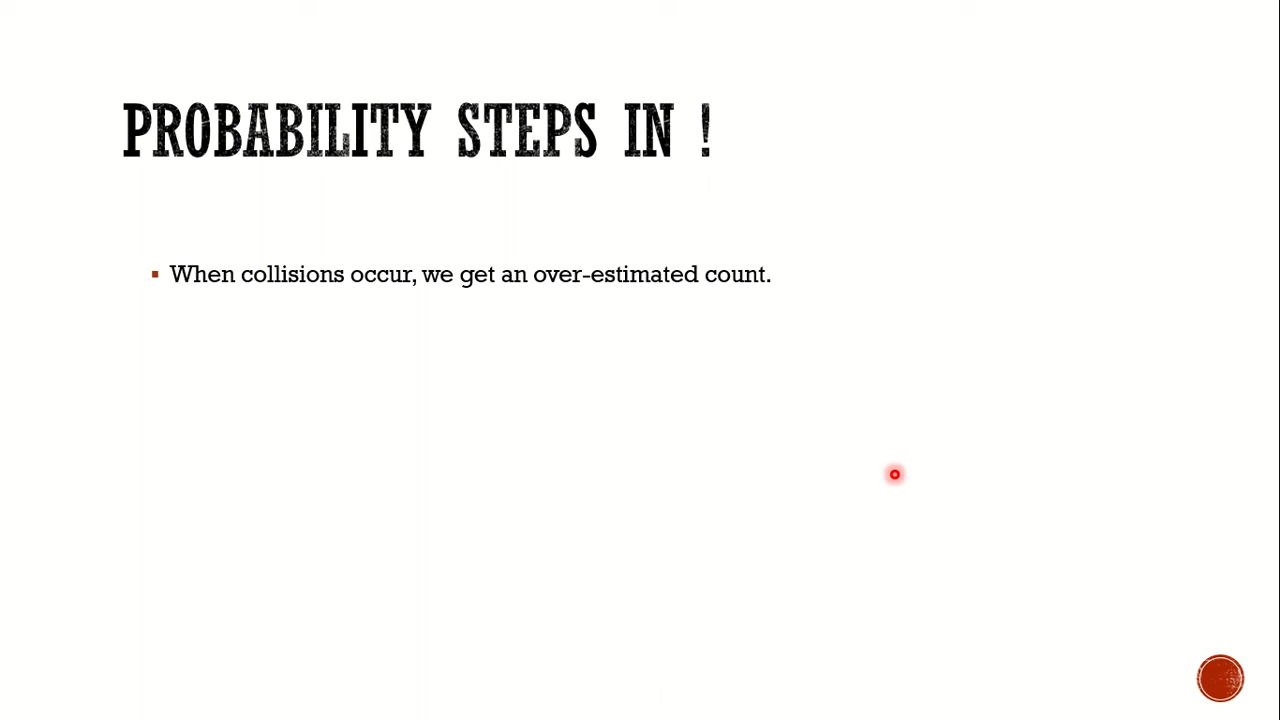 PROBABILITY STEPS IN !
When collisions occur, we get an over-estimated count.